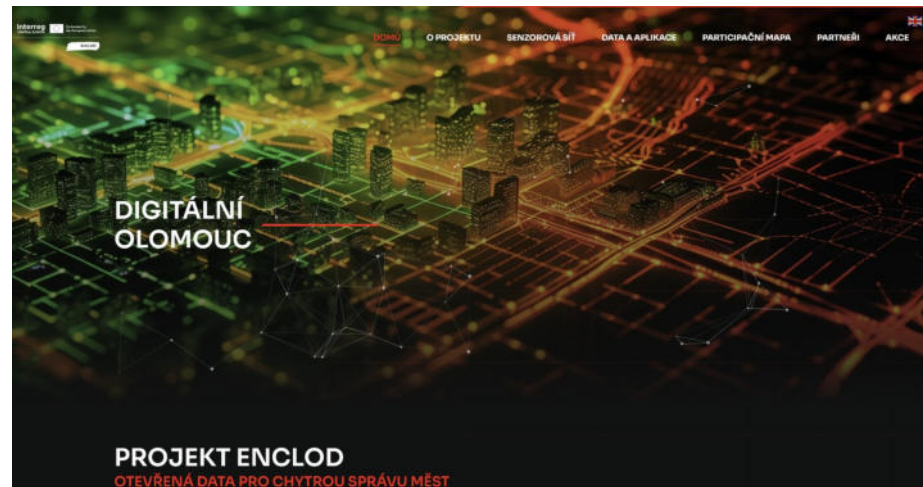 Interreg
DOMŮ
O PROJEKTU
SENZOROVÁ SÍŤ
DATA A APLIKACE
PARTICIPAČNÍ MAPA
PARTNEŘI
AKCE
DIGITÁLNÍ
OLOMOUC
PROJEKT ENCLOD
OTEVŘENÁ DATA PRO CHYTROU SPRÁVU MĚST